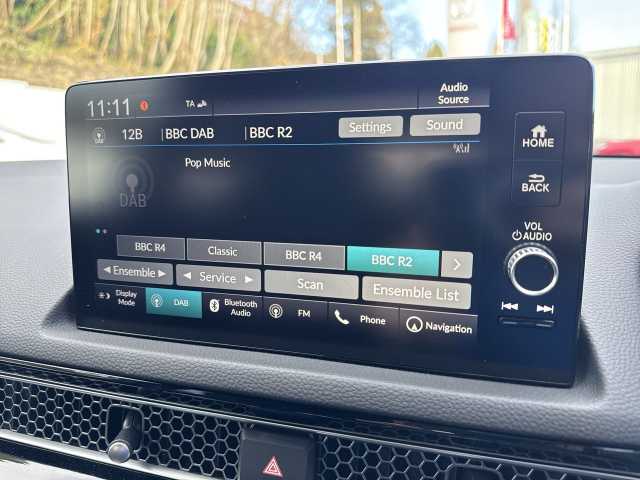 11:11 TA Audio Source
DAB 12B BBC DAB BBC R2 Settings Sound
Pop Music
DAB
BBC R4 Classic BBC R4 BBC R2
Ensemble Service Scan Ensemble List
Display Mode DAB Bluetooth Audio FM Phone Navigation
HOME
BACK
VOL
AUDIO